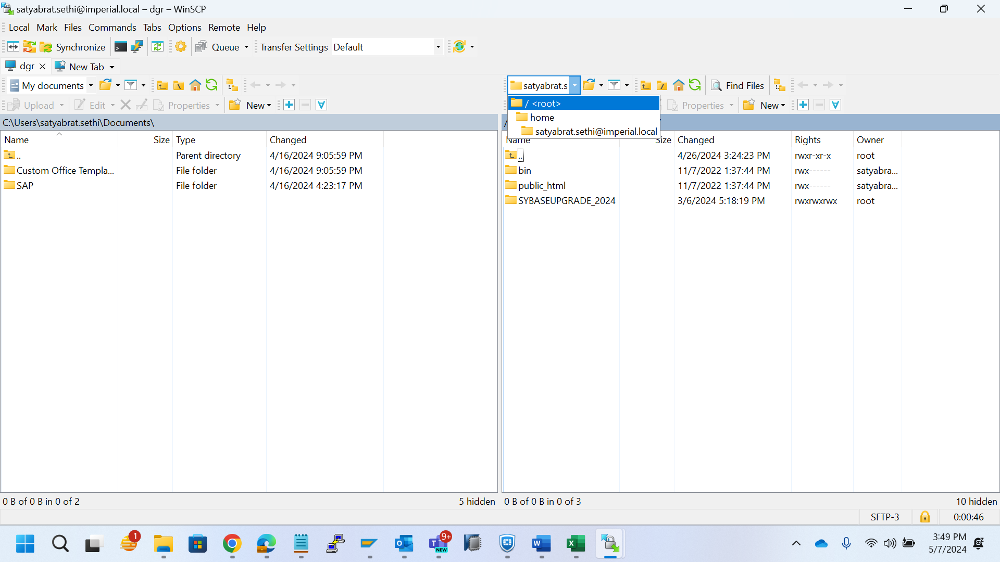 satyabrat.sethi@imperial.local – dgr – WinSCP
Local Mark Files Commands Tabs Options Remote Help
Synchronize Queue Transfer Settings Default
dgr New Tab
My documents
Upload Edit Properties New
C:\Users\satyabrat.sethi\Documents\
Name Size Type Changed
.. Parent directory 4/16/2024 9:05:59 PM
Custom Office Templa... File folder 4/16/2024 9:05:59 PM
SAP File folder 4/16/2024 4:23:17 PM
0 B of 0 B in 0 of 2 5 hidden
satyabrat.s Find Files
/ <root>
home
satyabrat.sethi@imperial.local
Properties New
/
Name Size Changed Rights Owner
.. 4/26/2024 3:24:23 PM rwxr-xr-x root
bin 11/7/2022 1:37:44 PM rwx------ satyabra...
public_html 11/7/2022 1:37:44 PM rwx------ satyabra...
SYBASEUPGRADE_2024 3/6/2024 5:18:19 PM rwxrwxrwx root
0 B of 0 B in 0 of 3 10 hidden
SFTP-3 0:00:46
1 9+ NEW
3:49 PM
5/7/2024